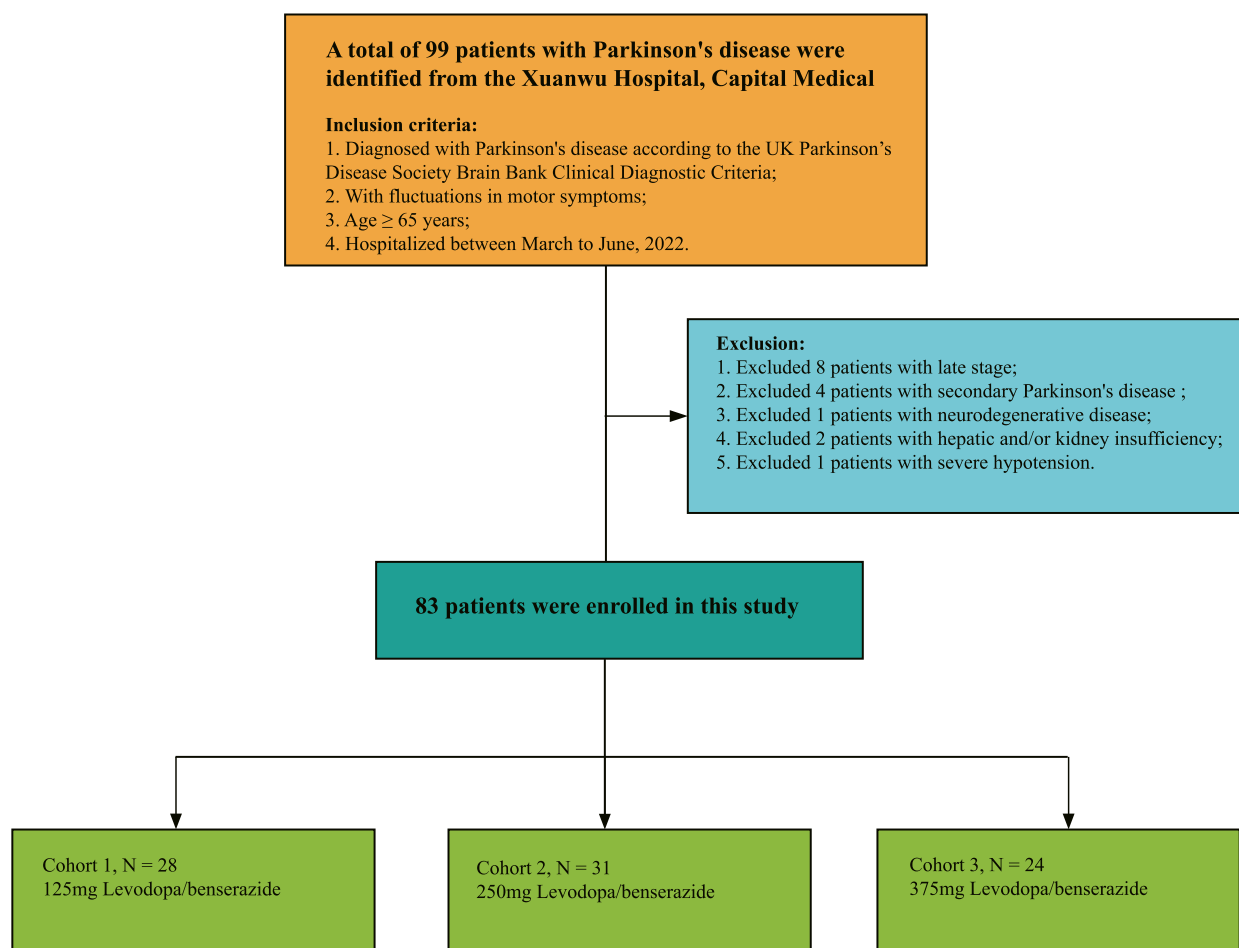 A total of 99 patients with Parkinson's disease were
identified from the Xuanwu Hospital, Capital Medical
Inclusion criteria:
1. Diagnosed with Parkinson's disease according to the UK Parkinson’s
Disease Society Brain Bank Clinical Diagnostic Criteria;
2. With fluctuations in motor symptoms;
3. Age ≥ 65 years;
4. Hospitalized between March to June, 2022.
Exclusion:
1. Excluded 8 patients with late stage;
2. Excluded 4 patients with secondary Parkinson's disease ;
3. Excluded 1 patients with neurodegenerative disease;
4. Excluded 2 patients with hepatic and/or kidney insufficiency;
5. Excluded 1 patients with severe hypotension.
83 patients were enrolled in this study
Cohort 1, N = 28
125mg Levodopa/benserazide
Cohort 2, N = 31
250mg Levodopa/benserazide
Cohort 3, N = 24
375mg Levodopa/benserazide